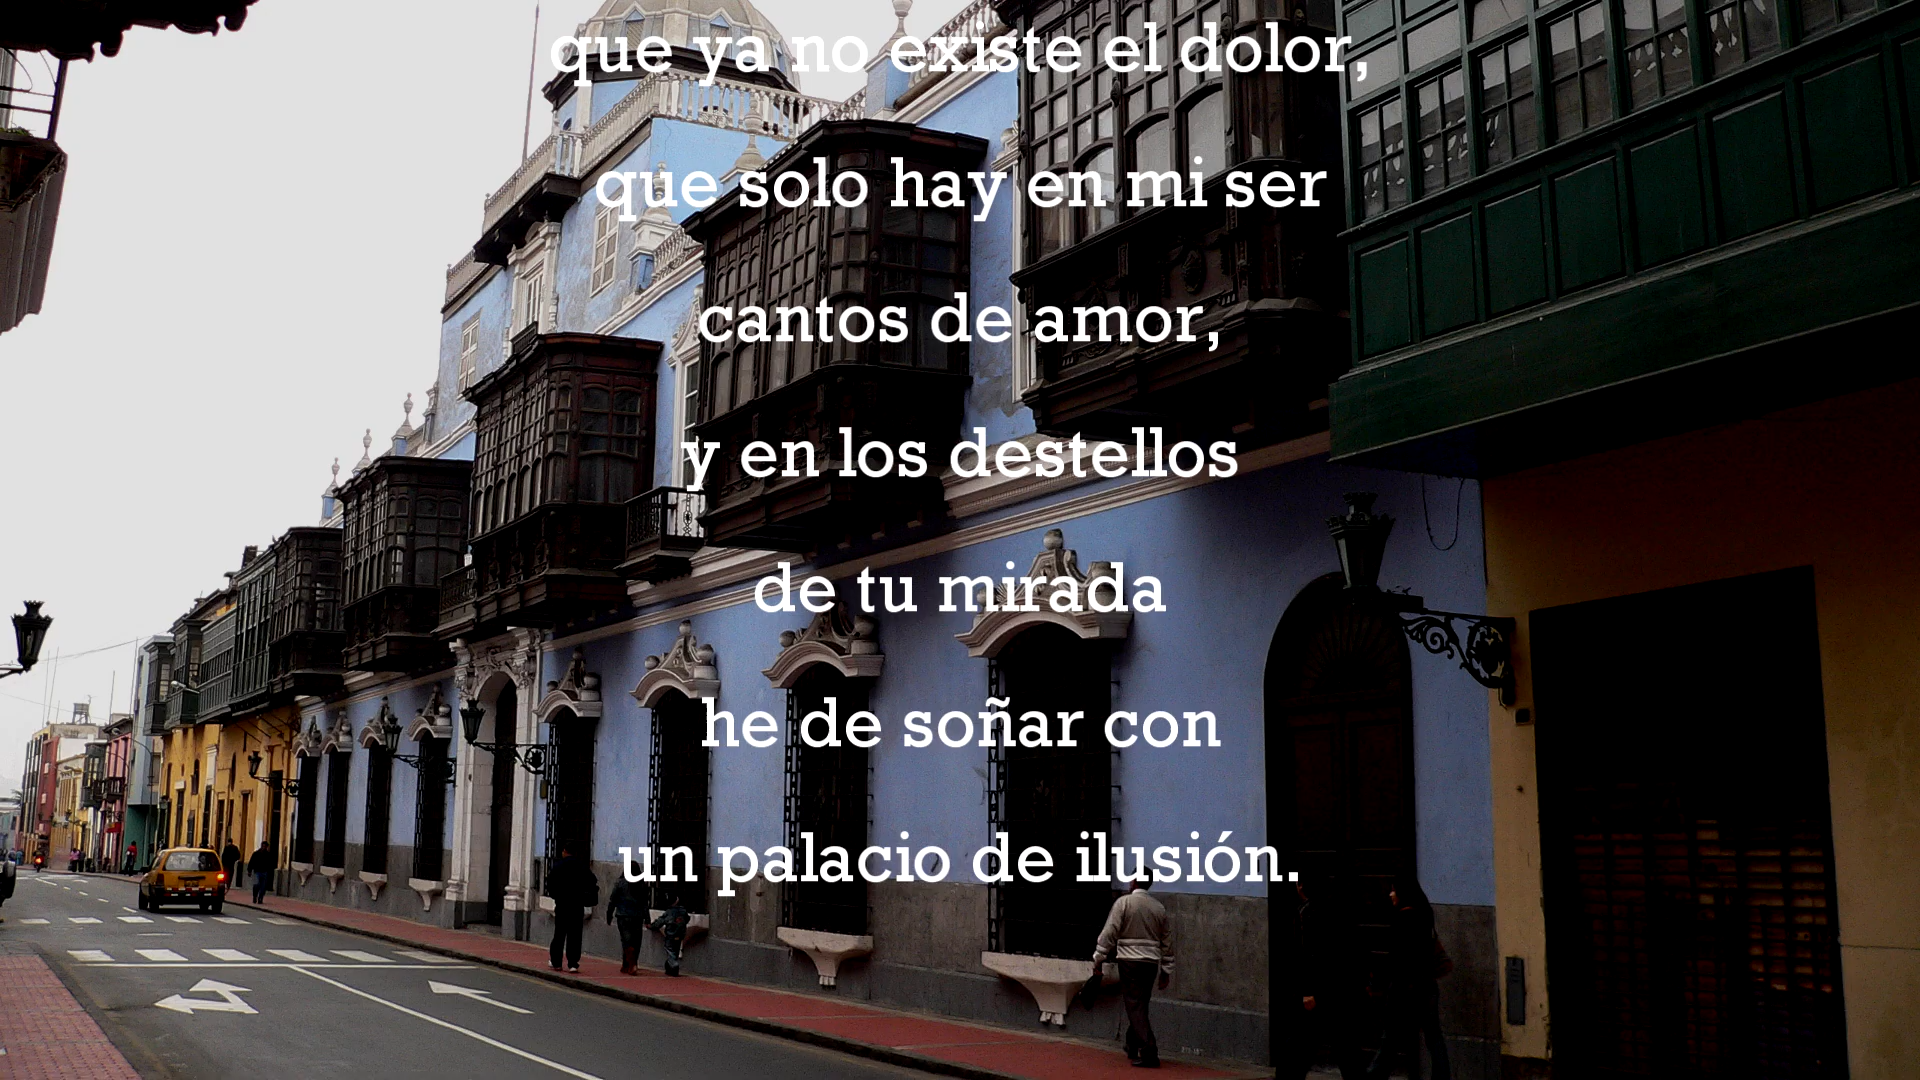 que ya no existe el dolor,
que solo hay en mi ser
cantos de amor,
y en los destellos
de tu mirada
he de soñar con
un palacio de ilusión.